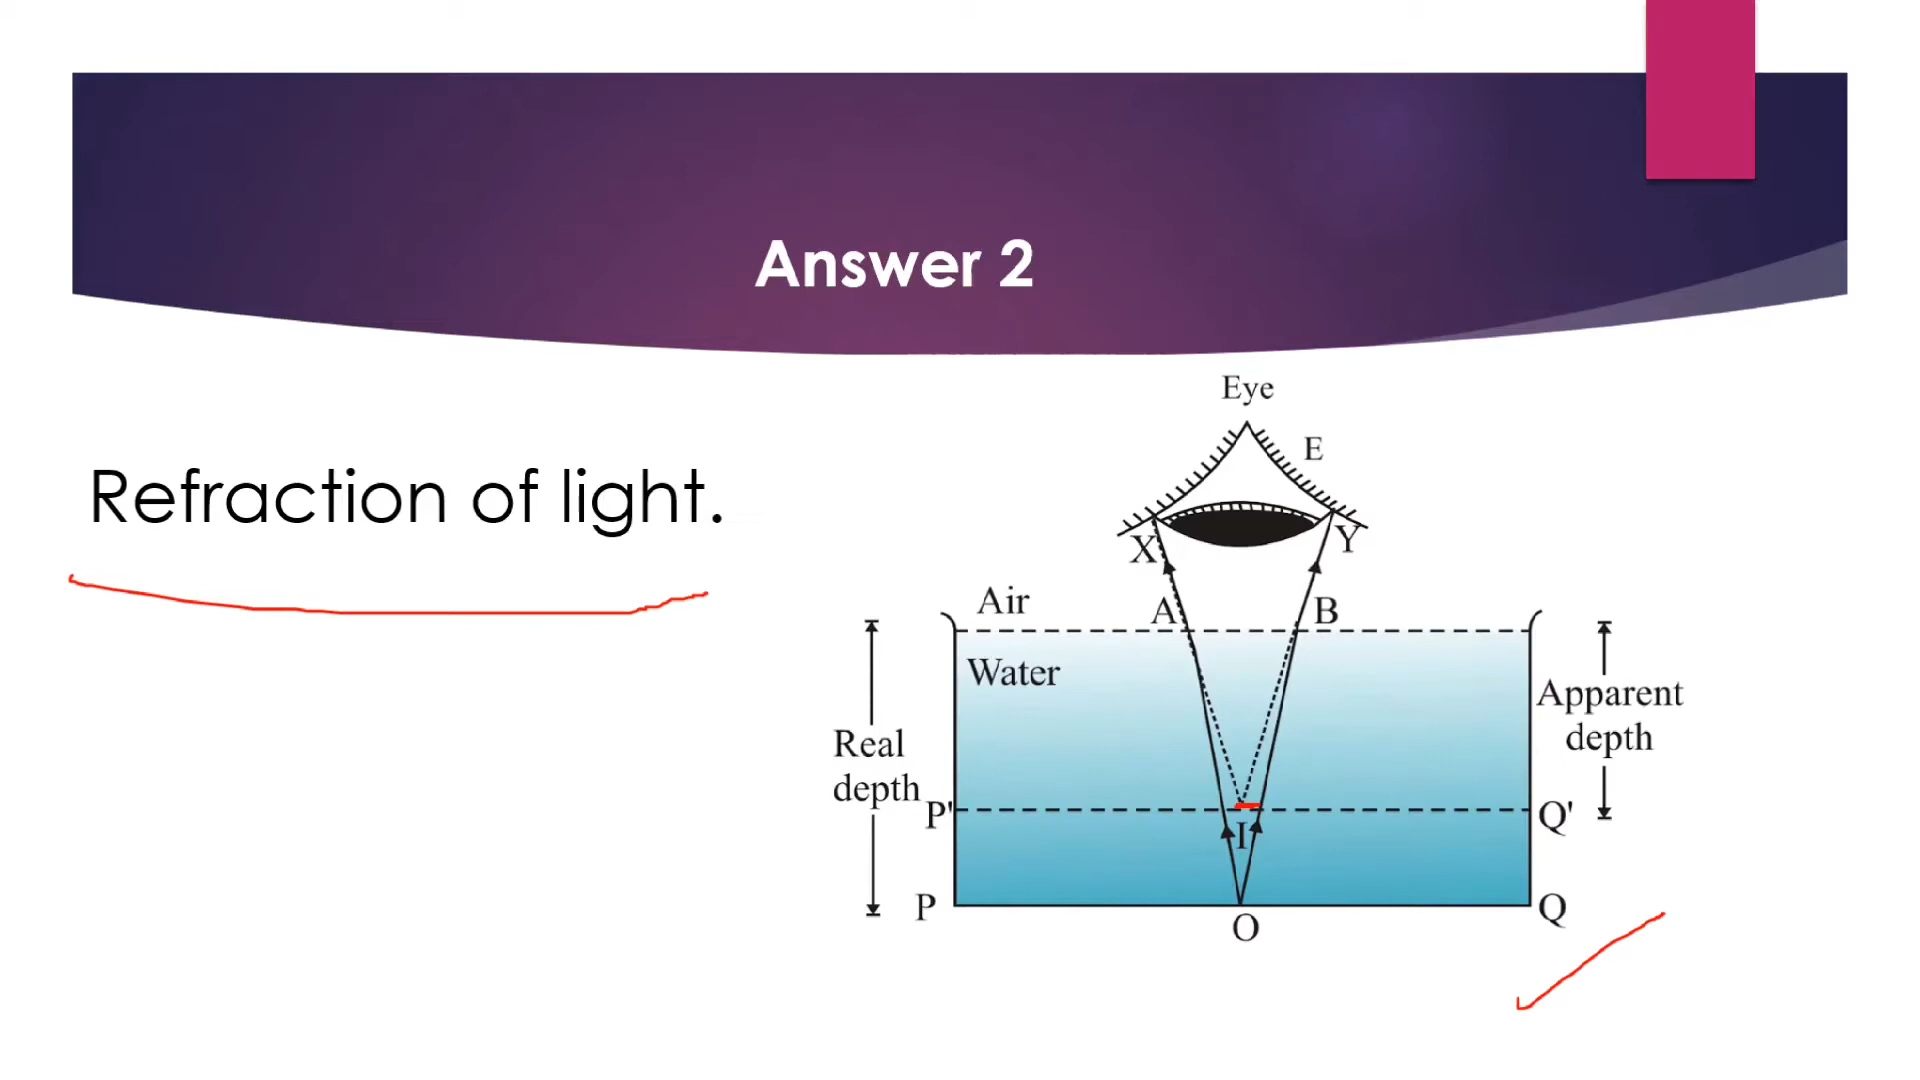 Answer 2
Refraction of light.
Eye
E
X
Y
Air
A
B
Water
Real
depth
Apparent
depth
P'
Q'
I
P
Q
O